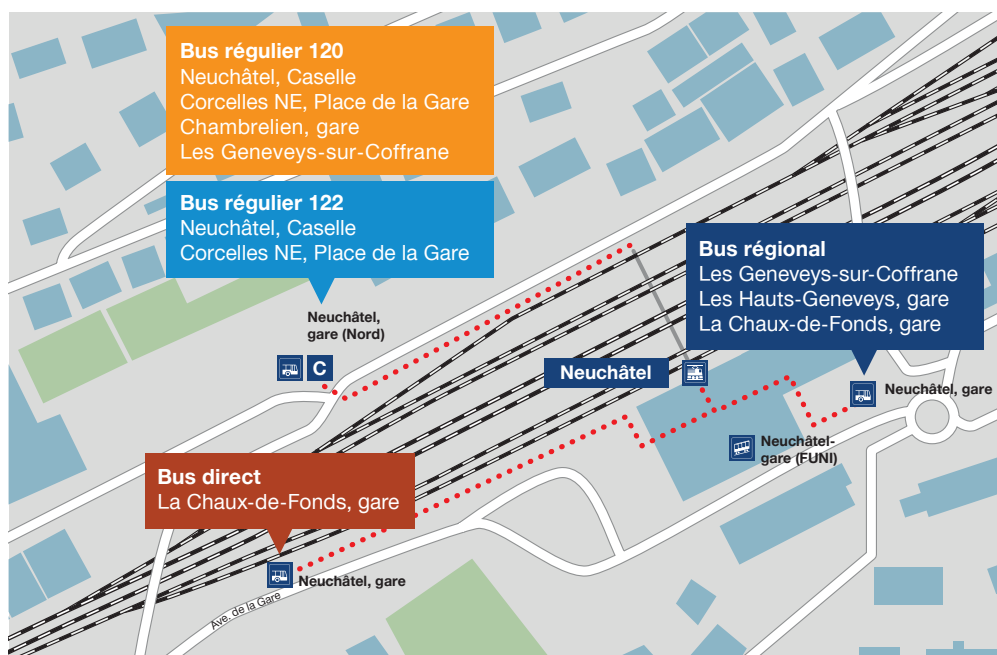 Bus régulier 120
Neuchâtel, Caselle
Corcelles NE, Place de la Gare
Chambrelien, gare
Les Geneveys-sur-Coffrane
Bus régulier 122
Neuchâtel, Caselle
Corcelles NE, Place de la Gare
Bus régional
Les Geneveys-sur-Coffrane
Les Hauts-Geneveys, gare
La Chaux-de-Fonds, gare
Neuchâtel,
gare (Nord)
C
Neuchâtel
Neuchâtel, gare
Neuchâtel-
gare (FUNI)
Bus direct
La Chaux-de-Fonds, gare
Neuchâtel, gare
Ave. de la Gare